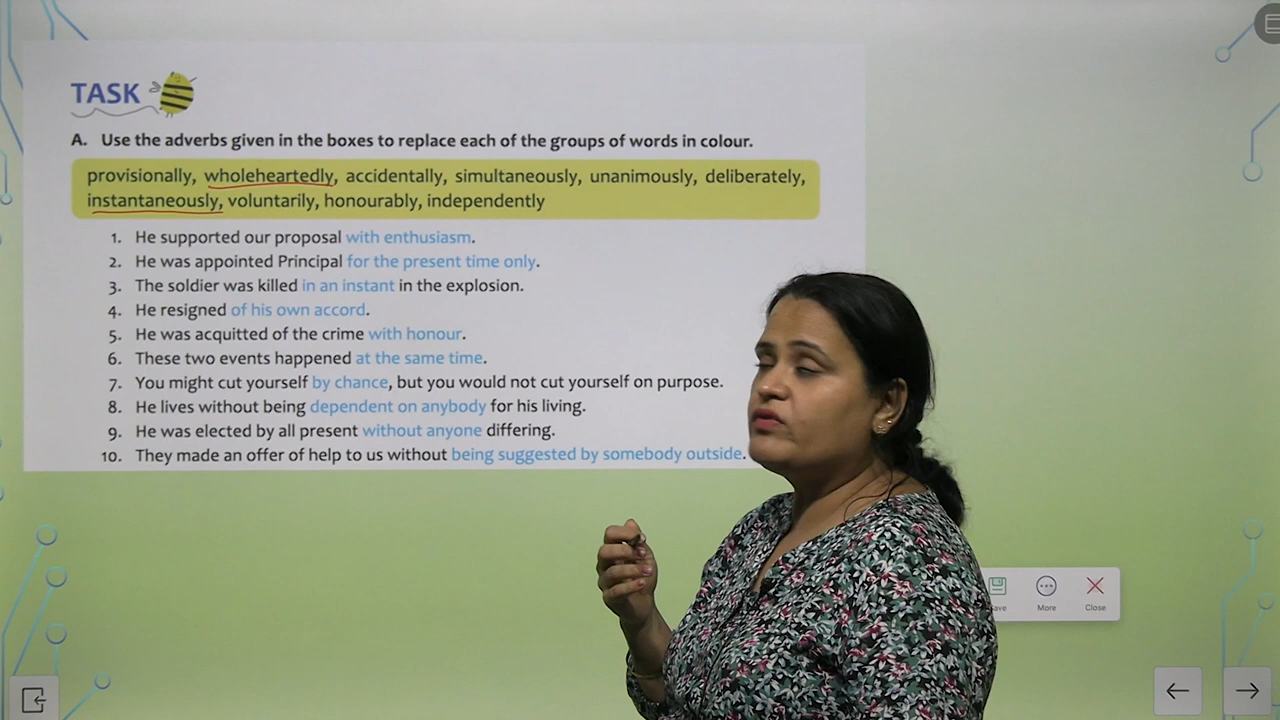 TASK
A. Use the adverbs given in the boxes to replace each of the groups of words in colour.
provisionally, wholeheartedly, accidentally, simultaneously, unanimously, deliberately,
instantaneously, voluntarily, honourably, independently
1. He supported our proposal with enthusiasm.
2. He was appointed Principal for the present time only.
3. The soldier was killed in an instant in the explosion.
4. He resigned of his own accord.
5. He was acquitted of the crime with honour.
6. These two events happened at the same time.
7. You might cut yourself by chance, but you would not cut yourself on purpose.
8. He lives without being dependent on anybody for his living.
9. He was elected by all present without anyone differing.
10. They made an offer of help to us without being suggested by somebody outside.
More Close